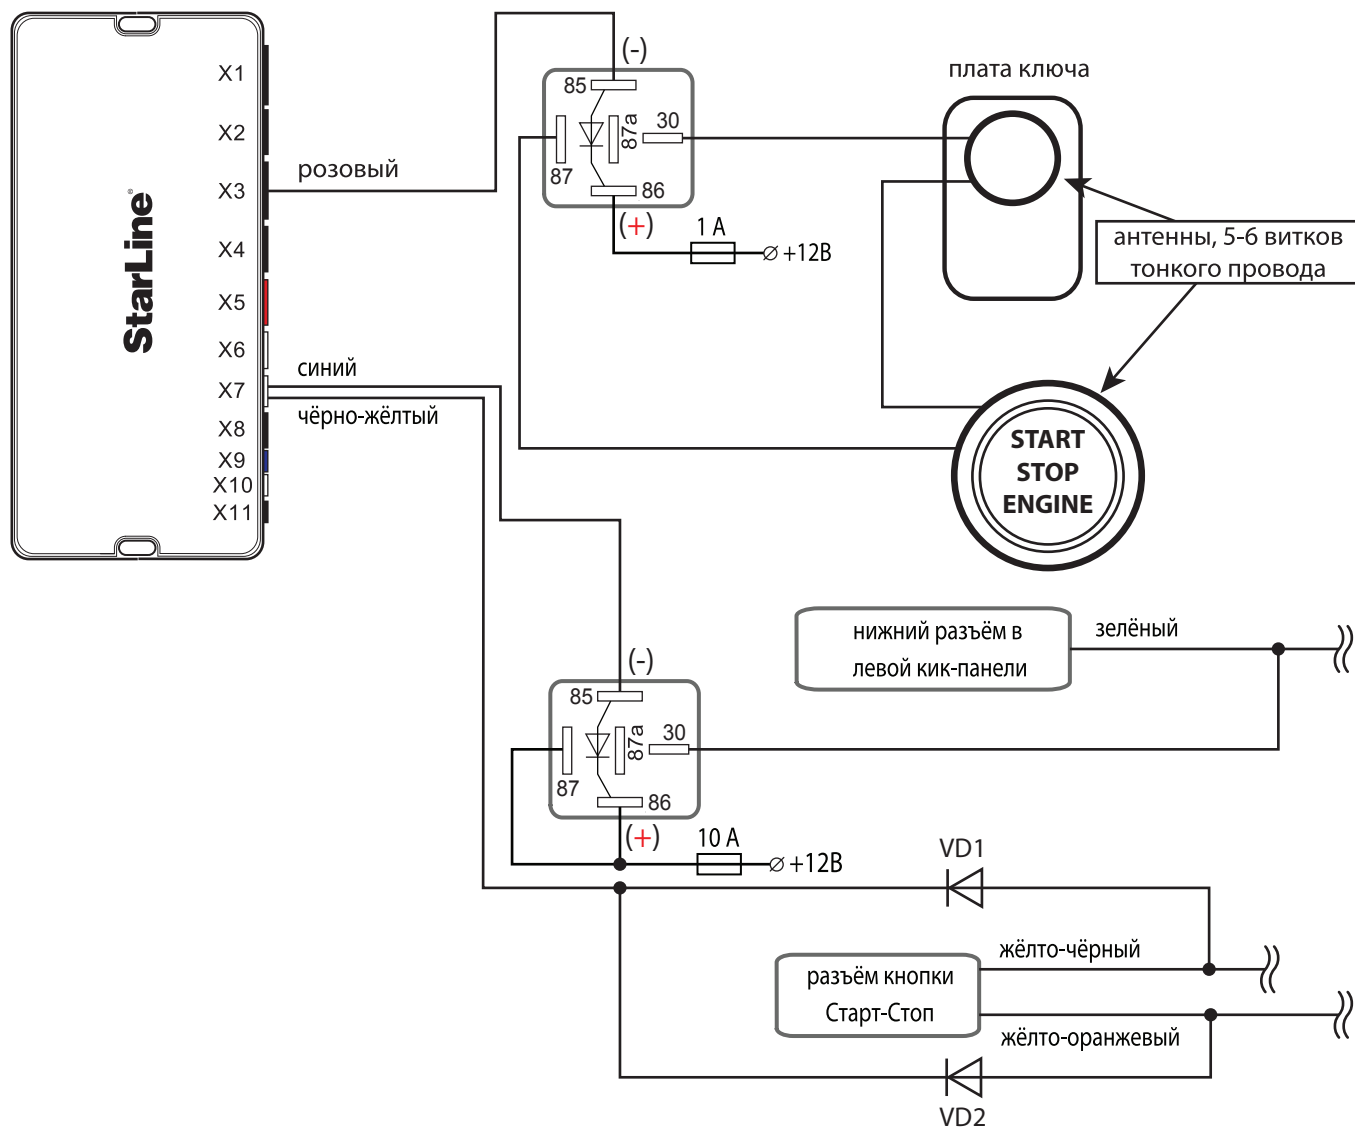 StarLine®
X1
X2
X3
X4
X5
X6
X7
X8
X9
X10
X11
розовый
синий
чёрно-жёлтый
(-)
85
87a
30
87
86
(+)
1 А
+12В
плата ключа
антенны, 5-6 витков
тонкого провода
START
STOP
ENGINE
нижний разъём в
левой кик-панели
зелёный
(-)
85
87a
30
87
86
(+)
10 А
+12В
VD1
жёлто-чёрный
разъём кнопки
Старт-Стоп
жёлто-оранжевый
VD2